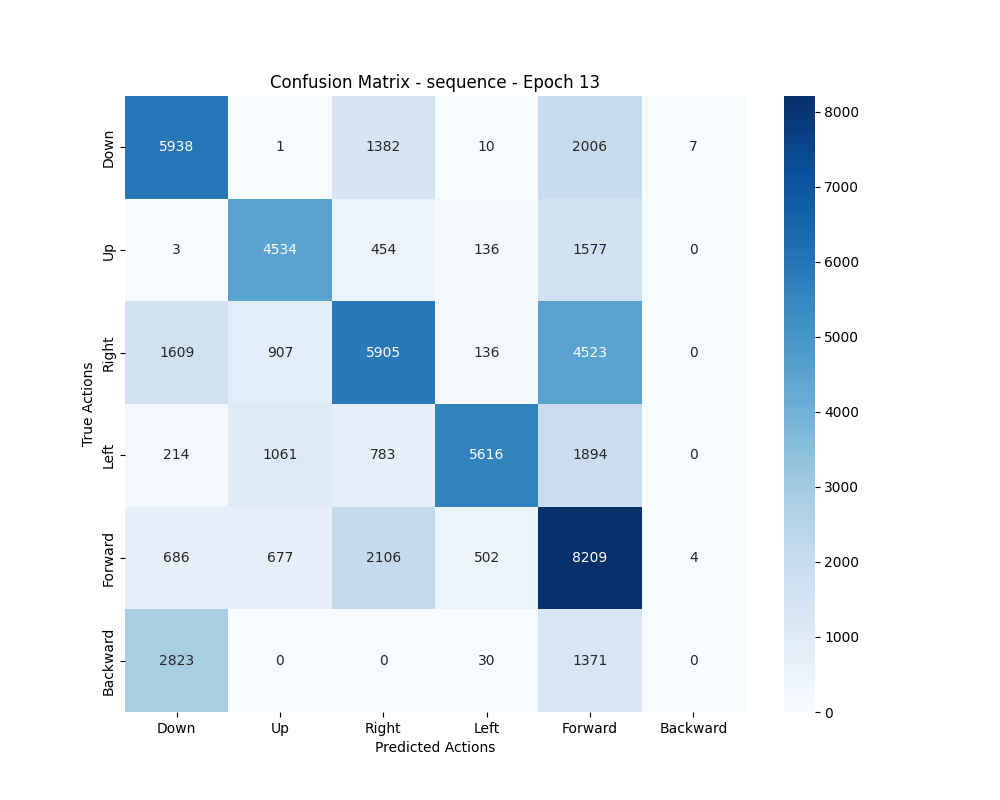 Confusion Matrix - sequence - Epoch 13
True Actions
Down 5938 1 1382 10 2006 7
Up 3 4534 454 136 1577 0
Right 1609 907 5905 136 4523 0
Left 214 1061 783 5616 1894 0
Forward 686 677 2106 502 8209 4
Backward 2823 0 0 30 1371 0
Down Up Right Left Forward Backward
Predicted Actions
8000
7000
6000
5000
4000
3000
2000
1000
0